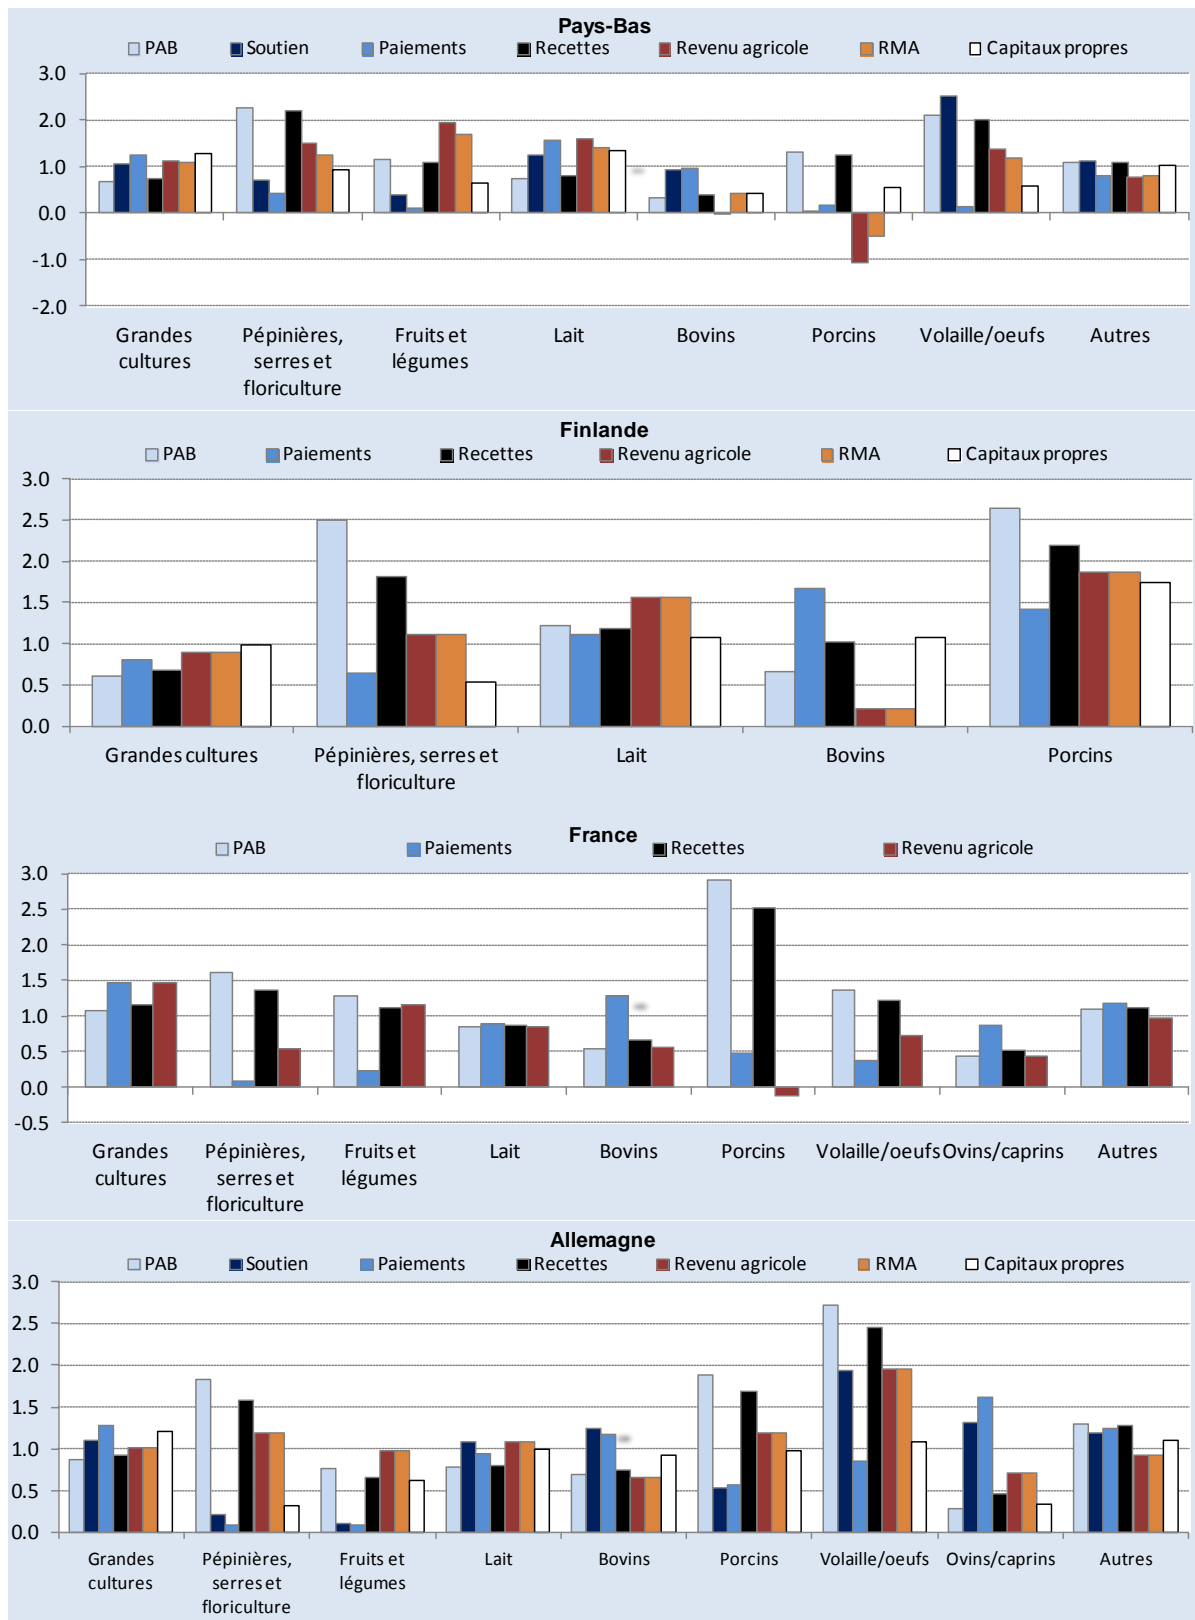 Pays-Bas
PAB Soutien Paiements Recettes Revenu agricole RMA Capitaux propres
3.0
2.0
1.0
0.0
-1.0
-2.0
Grandes cultures
Pépinières, serres et floriculture
Fruits et légumes
Lait
Bovins
Porcins
Volaille/oeufs
Autres
Finlande
PAB Paiements Recettes Revenu agricole RMA Capitaux propres
3.0
2.5
2.0
1.5
1.0
0.5
0.0
Grandes cultures
Pépinières, serres et floriculture
Lait
Bovins
Porcins
France
PAB Paiements Recettes Revenu agricole
3.0
2.5
2.0
1.5
1.0
0.5
0.0
-0.5
Grandes cultures
Pépinières, serres et floriculture
Fruits et légumes
Lait
Bovins
Porcins
Volaille/oeufs
Ovins/caprins
Autres
Allemagne
PAB Soutien Paiements Recettes Revenu agricole RMA Capitaux propres
3.0
2.5
2.0
1.5
1.0
0.5
0.0
Grandes cultures
Pépinières, serres et floriculture
Fruits et légumes
Lait
Bovins
Porcins
Volaille/oeufs
Ovins/caprins
Autres